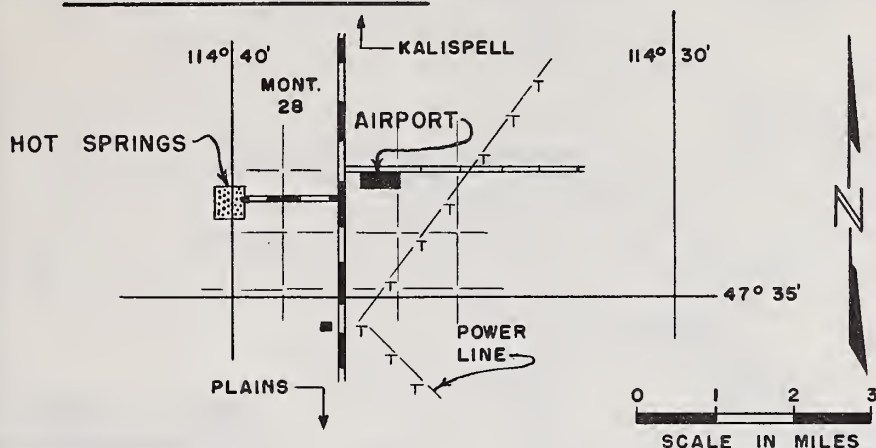 KALISPELL
114° 40'
114° 30'
MONT.
28
AIRPORT
HOT SPRINGS
T
T
T
T
T
T
N
47° 35'
T
POWER
LINE
T
T
PLAINS
0 1 2 3
SCALE IN MILES